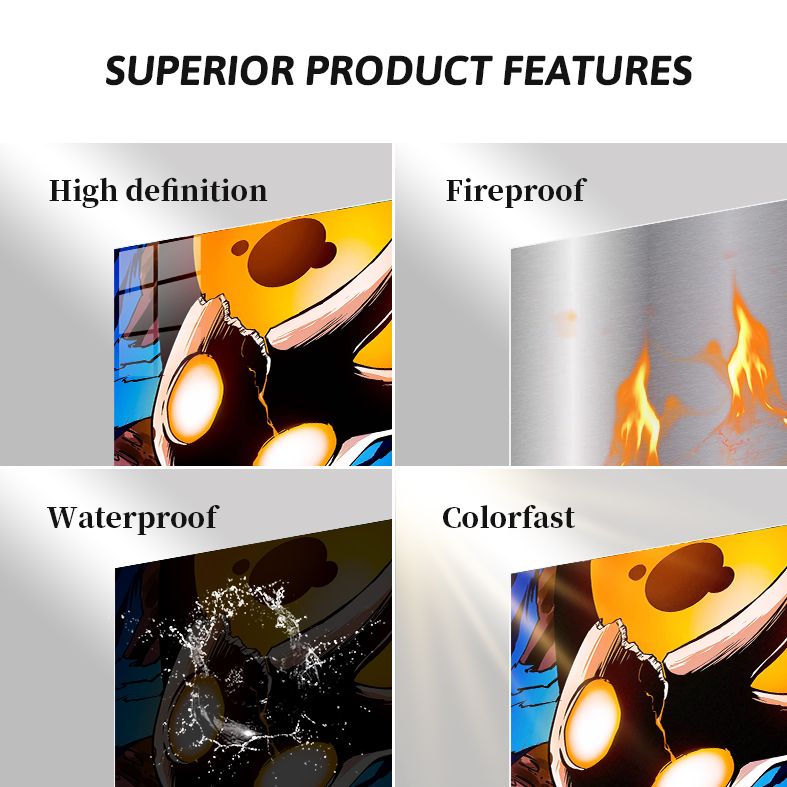 SUPERIOR PRODUCT FEATURES
High definition
Fireproof
Waterproof
Colorfast